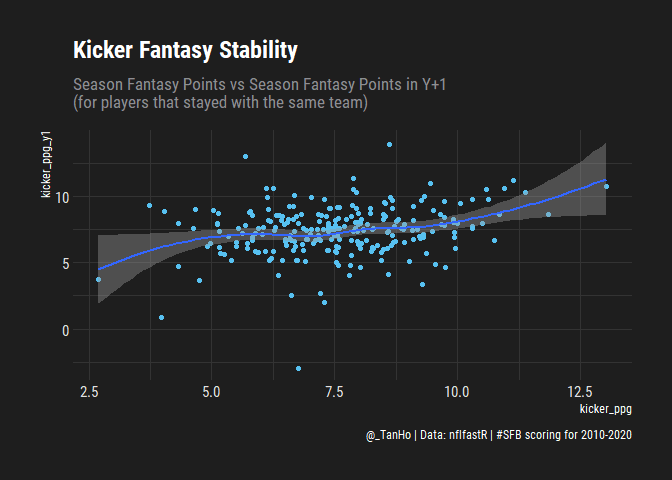 Kicker Fantasy Stability
Season Fantasy Points vs Season Fantasy Points in Y+1
(for players that stayed with the same team)
kicker_ppg_y1
10
5
0
2.5 5.0 7.5 10.0 12.5
kicker_ppg
@_TanHo | Data: nflfastR | #SFB scoring for 2010-2020